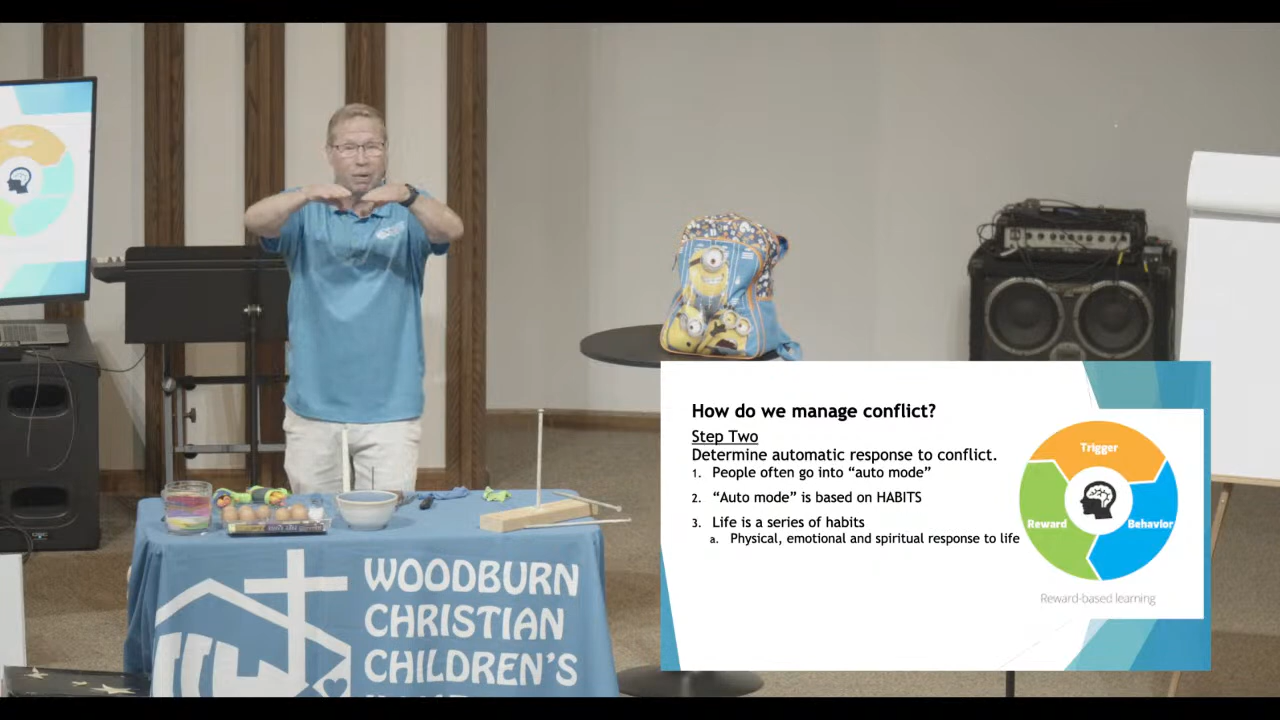 How do we manage conflict?
Step Two
Determine automatic response to conflict.
1. People often go into “auto mode”
2. “Auto mode” is based on HABITS
3. Life is a series of habits
a. Physical, emotional and spiritual response to life
Trigger
Reward
Behavior
Reward-based learning
WOODBURN
CHRISTIAN
CHILDREN'S